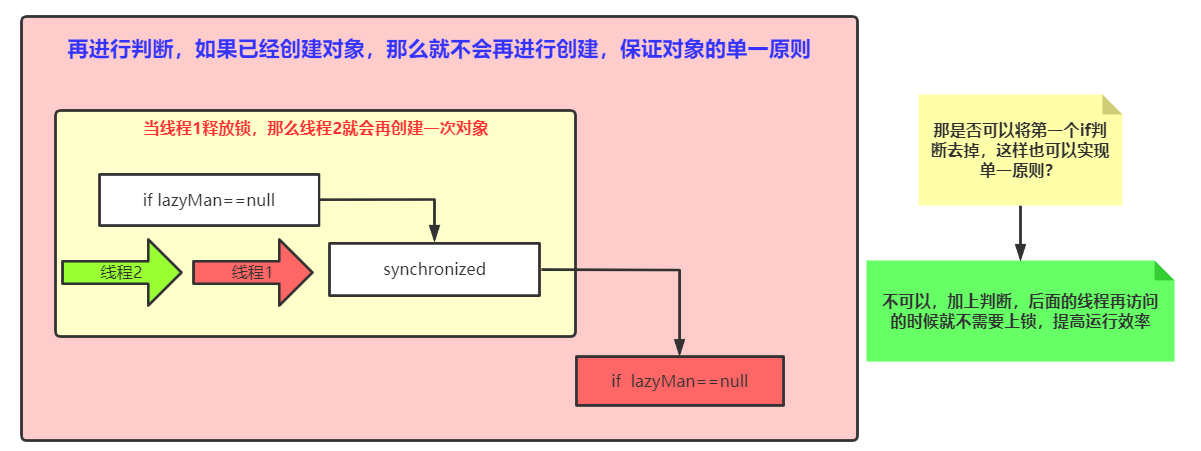 再进行判断，如果已经创建对象，那么就不会再进行创建，保证对象的单一原则
当线程1释放锁，那么线程2就会再创建一次对象
if lazyMan==null
线程2
线程1
synchronized
if  lazyMan==null
那是否可以将第一个if判
断去掉，这样也可以实现
单一原则？
不可以，加上判断，后面的线程再访问
的时候就不需要上锁，提高运行效率